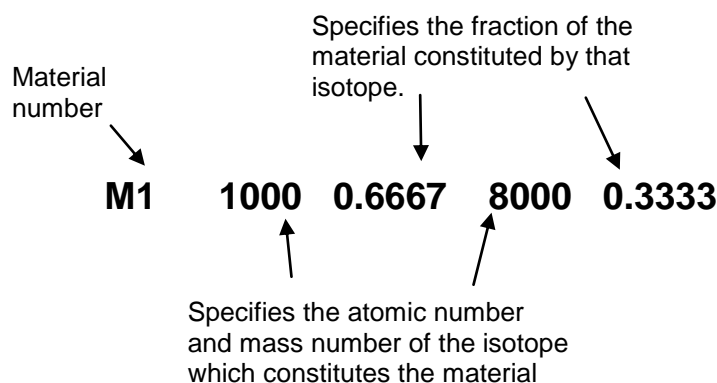 Specifies the fraction of the
material constituted by that
isotope.
Material
number
M1 1000 0.6667 8000 0.3333
Specifies the atomic number
and mass number of the isotope
which constitutes the material